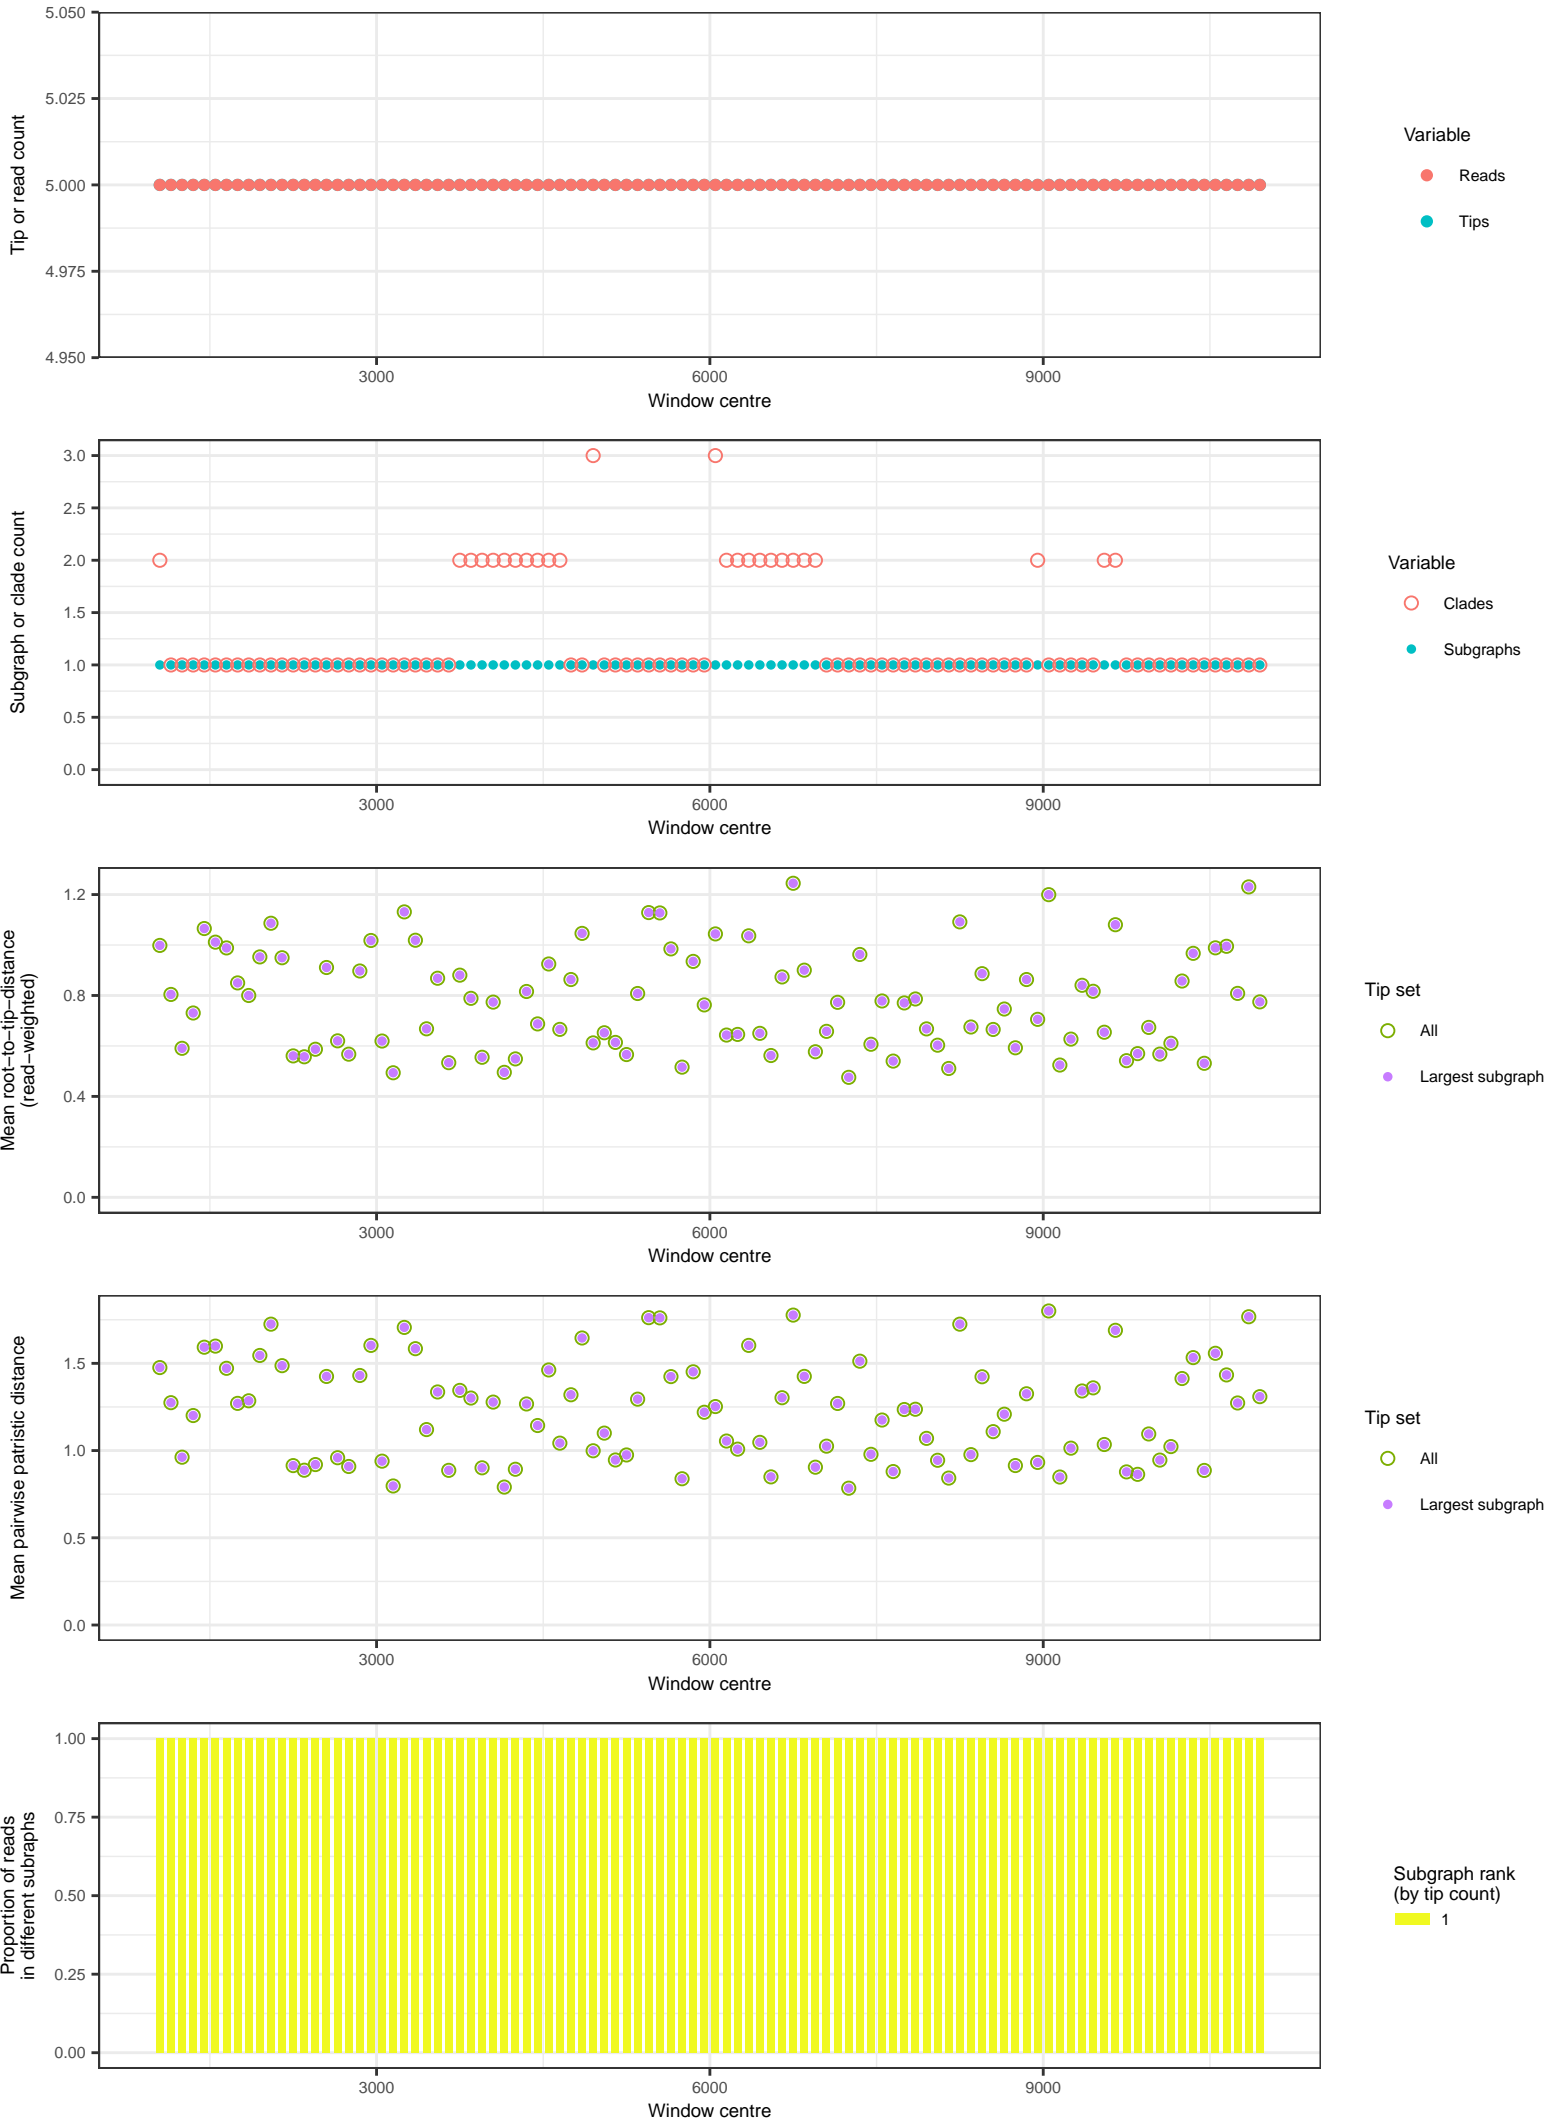 5.050
5.025
5.000
4.975
4.950
Tip or read count
3000 6000 9000
Window centre
Variable
Reads
Tips
3.0
2.5
2.0
1.5
1.0
0.5
0.0
Subgraph or clade count
3000 6000 9000
Window centre
Variable
Clades
Subgraphs
1.2
0.8
0.4
0.0
Mean root−to−tip−distance
(read−weighted)
3000 6000 9000
Window centre
Tip set
All
Largest subgraph
1.5
1.0
0.5
0.0
Mean pairwise patristic distance
3000 6000 9000
Window centre
Tip set
All
Largest subgraph
1.00
0.75
0.50
0.25
0.00
Proportion of reads
in different subraphs
3000 6000 9000
Window centre
Subgraph rank
(by tip count)
1